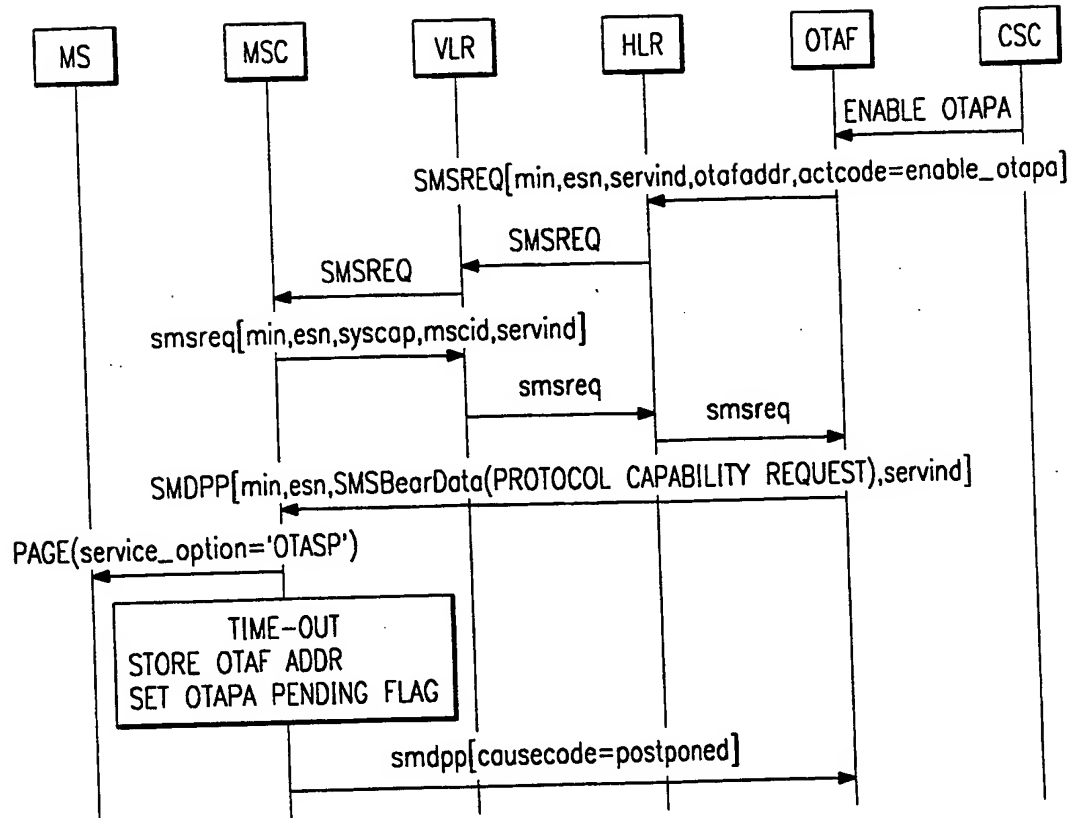 MS MSC VLR HLR OTAF CSC
ENABLE OTAPA
SMSREQ[min,esn,servind,otafaddr,actcode=enable_otapa]
SMSREQ
SMSREQ
smsreq[min,esn,syscap,mscid,servind]
smsreq
smsreq
SMDPP[min,esn,SMSBearData(PROTOCOL CAPABILITY REQUEST),servind]
PAGE(service_option='OTASP')
TIME-OUT
STORE OTAF ADDR
SET OTAPA PENDING FLAG
smdpp[causecode=postponed]